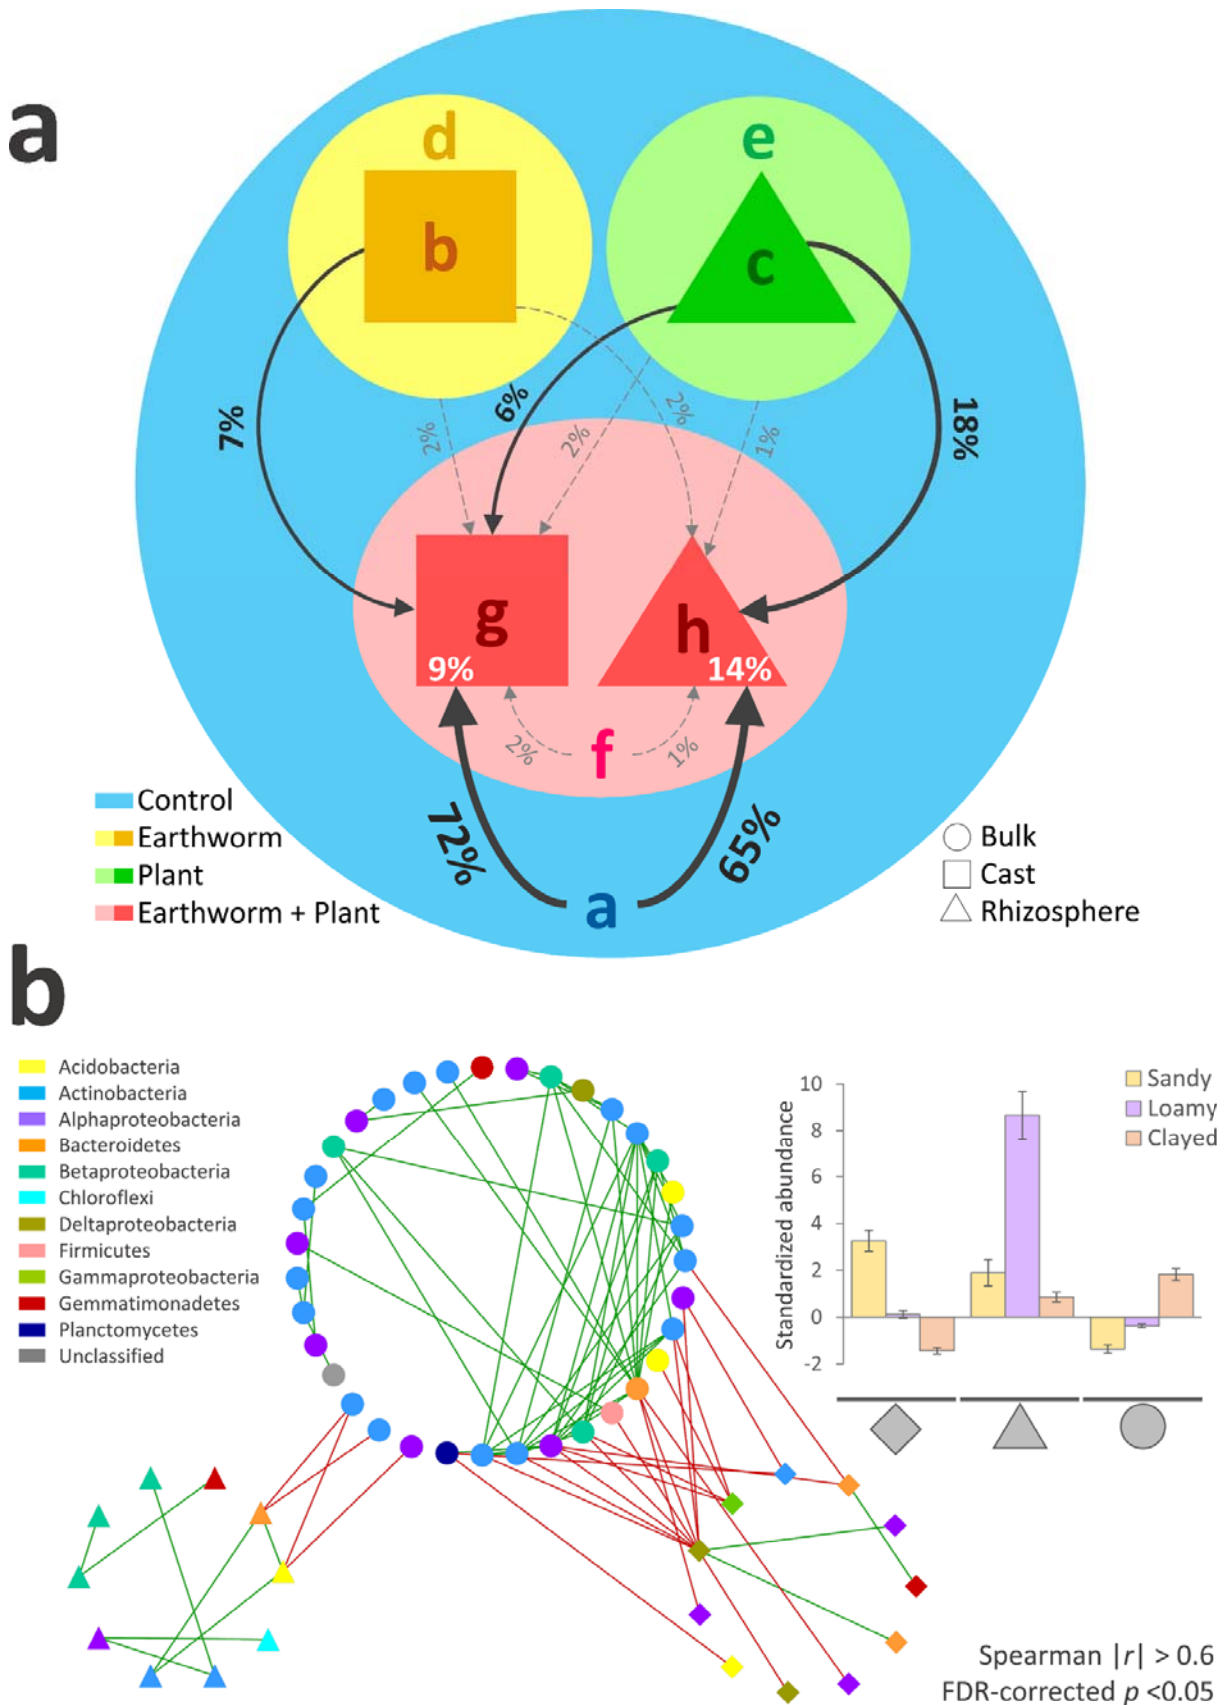 a
d
e
b
c
7%
2%
6%
2%
2%
1%
18%
g
h
9%
14%
2%
f
1%
72%
65%
a
Control
Earthworm
Plant
Earthworm + Plant
Bulk
Cast
Rhizosphere
b
Acidobacteria
Actinobacteria
Alphaproteobacteria
Bacteroidetes
Betaproteobacteria
Chloroflexi
Deltaproteobacteria
Firmicutes
Gammaproteobacteria
Gemmatimonadetes
Planctomycetes
Unclassified
Standardized abundance
10
8
6
4
2
0
-2
Sandy
Loamy
Clayed
Spearman |r| > 0.6
FDR-corrected p <0.05